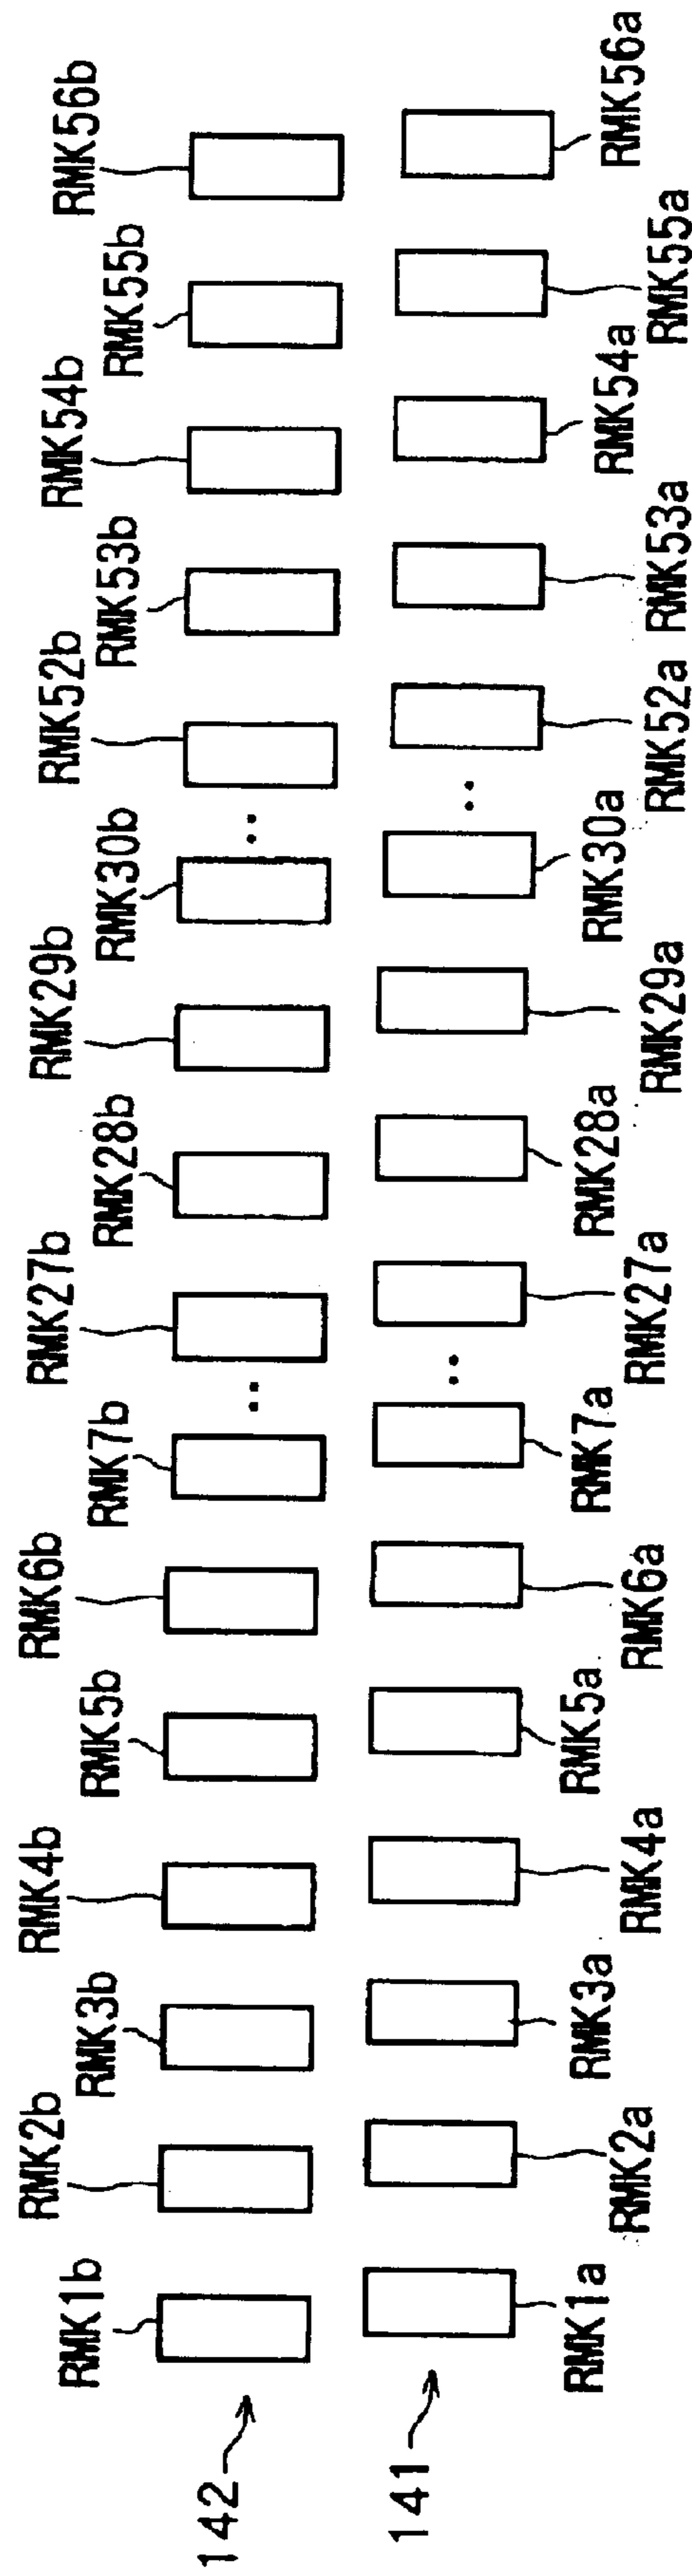 RMK1b
RMK2b
RMK3b
RMK4b
RMK5b
RMK6b
RMK7b
RMK27b
RMK28b
RMK29b
RMK30b
RMK52b
RMK53b
RMK54b
RMK55b
RMK56b
142
141
RMK1a
RMK2a
RMK3a
RMK4a
RMK5a
RMK6a
RMK7a
RMK27a
RMK28a
RMK29a
RMK30a
RMK52a
RMK53a
RMK54a
RMK55a
RMK56a